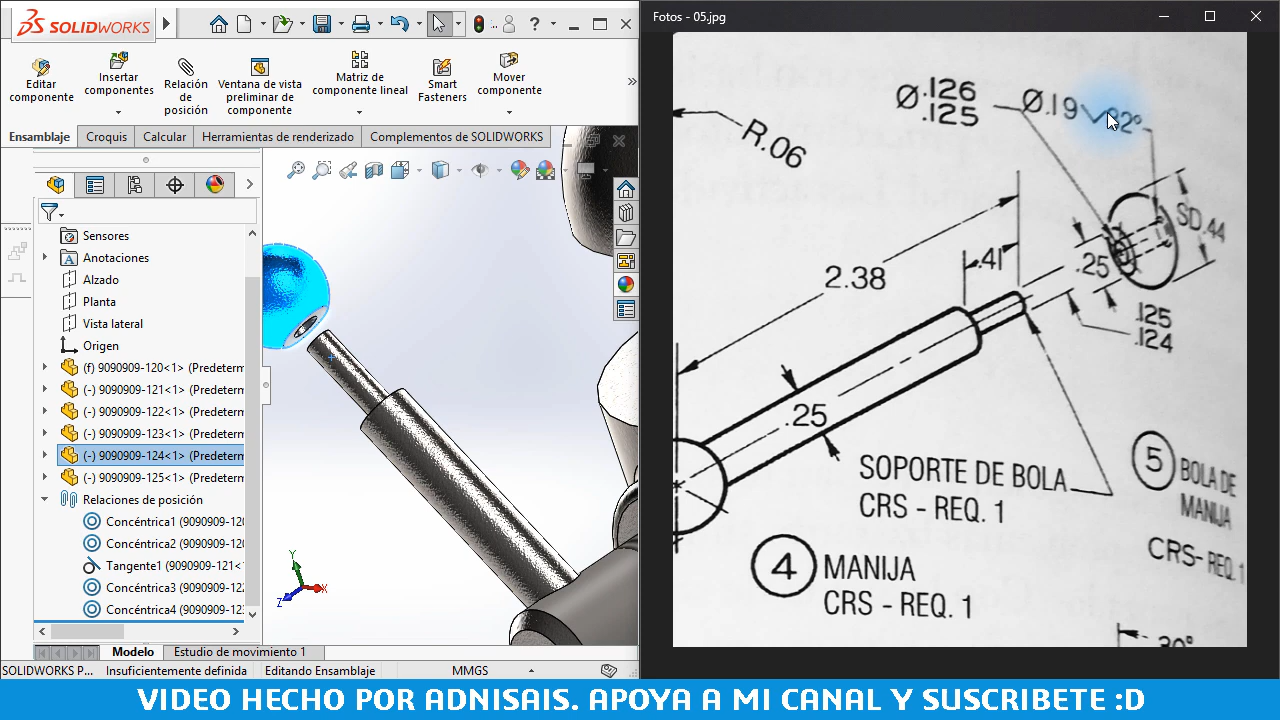 SOLIDWORKS
Editar componente
Insertar componentes
Relación de posición
Ventana de vista preliminar de componente
Matriz de componente lineal
Smart Fasteners
Mover componente
Ensamblaje
Croquis
Calcular
Herramientas de renderizado
Complementos de SOLIDWORKS
Sensores
Anotaciones
Alzado
Planta
Vista lateral
Origen
(f) 9090909-120<1> (Predeterm
(-) 9090909-121<1> (Predeterm
(-) 9090909-122<1> (Predeterm
(-) 9090909-123<1> (Predeterm
(-) 9090909-124<1> (Predeterm
(-) 9090909-125<1> (Predeterm
Relaciones de posición
Concéntrica1 (9090909-120
Concéntrica2 (9090909-120
Tangente1 (9090909-121<
Concéntrica3 (9090909-122
Concéntrica4 (9090909-123
Y
X
Z
Modelo
Estudio de movimiento 1
SOLIDWORKS P...
Insuficientemente definida
Editando Ensamblaje
MMGS
Fotos - 05.jpg
Ø.126
.125
Ø.19 82°
R.06
SD.44
2.38
.41
.25
.125
.124
.25
SOPORTE DE BOLA
CRS - REQ. 1
5
BOLA DE
MANIJA
CRS- REQ. 1
4
MANIJA
CRS - REQ. 1
30°
VIDEO HECHO POR ADNISAIS. APOYA A MI CANAL Y SUSCRIBETE :D